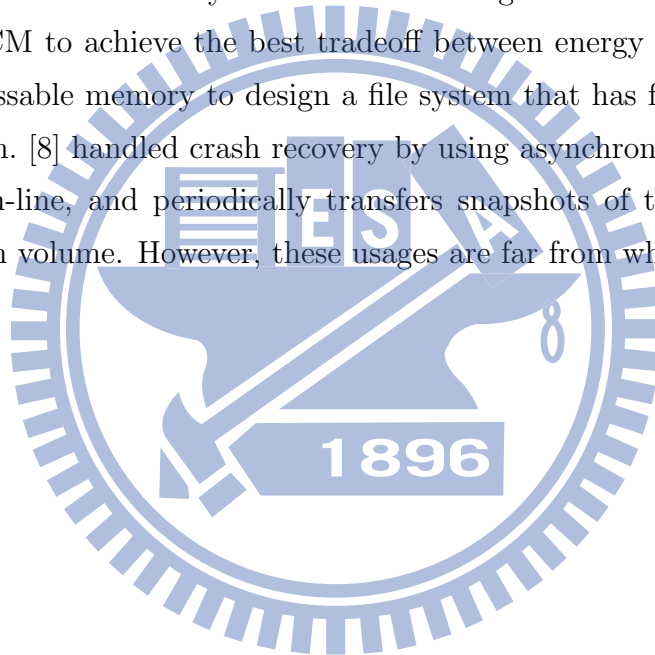 CM to achieve the best tradeoff between energy
ssable memory to design a file system that has f
n. [8] handled crash recovery by using asynchron
n-line, and periodically transfers snapshots of t
n volume. However, these usages are far from wh
E S A
1896